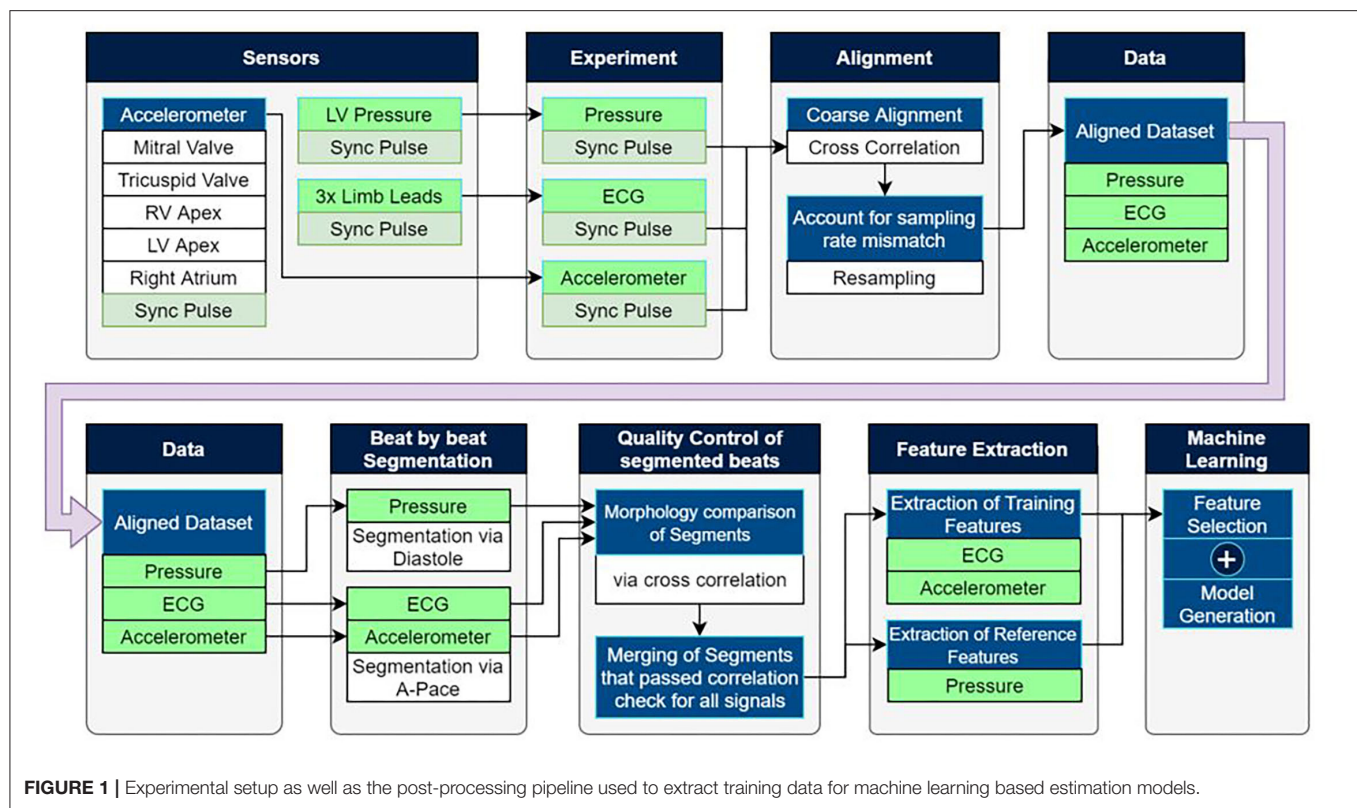 Sensors
Accelerometer
Mitral Valve
Tricuspid Valve
RV Apex
LV Apex
Right Atrium
Sync Pulse
LV Pressure
Sync Pulse
3x Limb Leads
Sync Pulse
Experiment
Pressure
Sync Pulse
ECG
Sync Pulse
Accelerometer
Sync Pulse
Alignment
Coarse Alignment
Cross Correlation
Account for sampling
rate mismatch
Resampling
Data
Aligned Dataset
Pressure
ECG
Accelerometer
Data
Aligned Dataset
Pressure
ECG
Accelerometer
Beat by beat
Segmentation
Pressure
Segmentation via
Diastole
ECG
Accelerometer
Segmentation via
A-Pace
Quality Control of
segmented beats
Morphology comparison
of Segments
via cross correlation
Merging of Segments
that passed correlation
check for all signals
Feature Extraction
Extraction of Training
Features
ECG
Accelerometer
Extraction of Reference
Features
Pressure
Machine
Learning
Feature
Selection
+
Model
Generation
FIGURE 1 | Experimental setup as well as the post-processing pipeline used to extract training data for machine learning based estimation models.